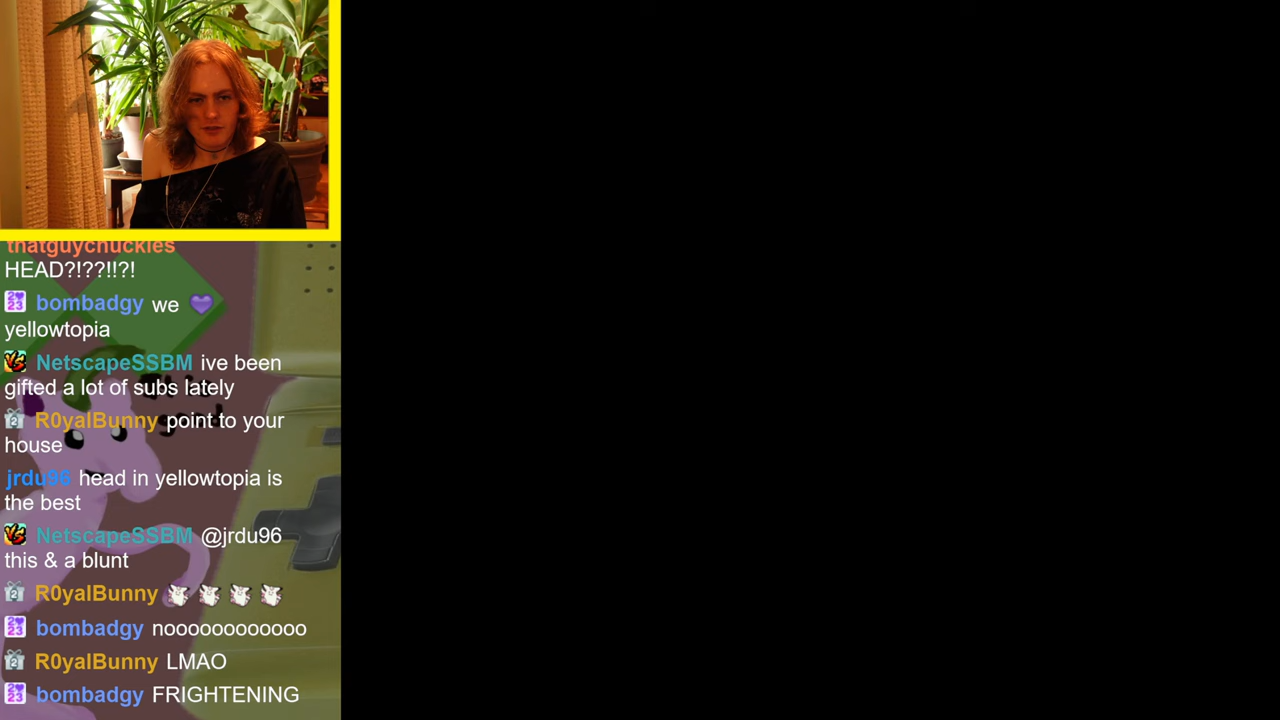 thatguychuckles
HEAD?!??!!?!
bombadgy we
yellowtopia
NetscapeSSBM ive been
gifted a lot of subs lately
R0yalBunny point to your
house
jrdu96 head in yellowtopia is
the best
NetscapeSSBM @jrdu96
this & a blunt
R0yalBunny
bombadgy noooooooooooo
R0yalBunny LMAO
bombadgy FRIGHTENING